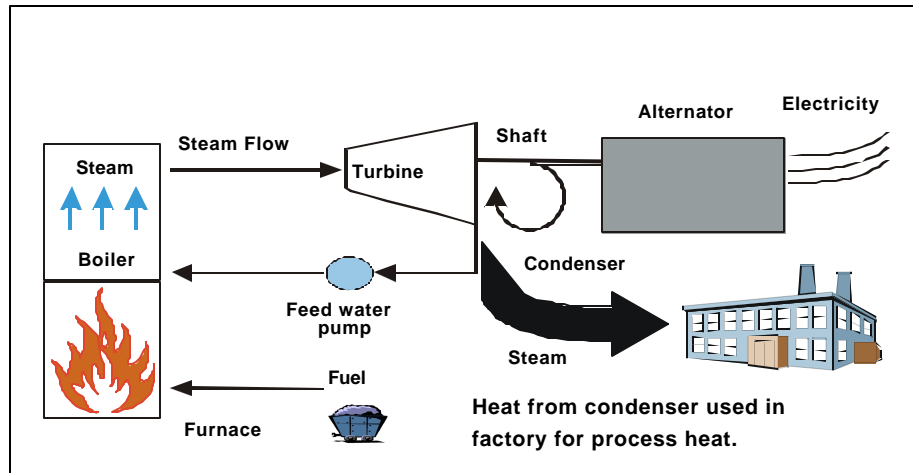 Electricity
Alternator
Shaft
Steam Flow
Steam
Turbine
Boiler
Condenser
Feed water
pump
Steam
Fuel
Furnace
Heat from condenser used in
factory for process heat.